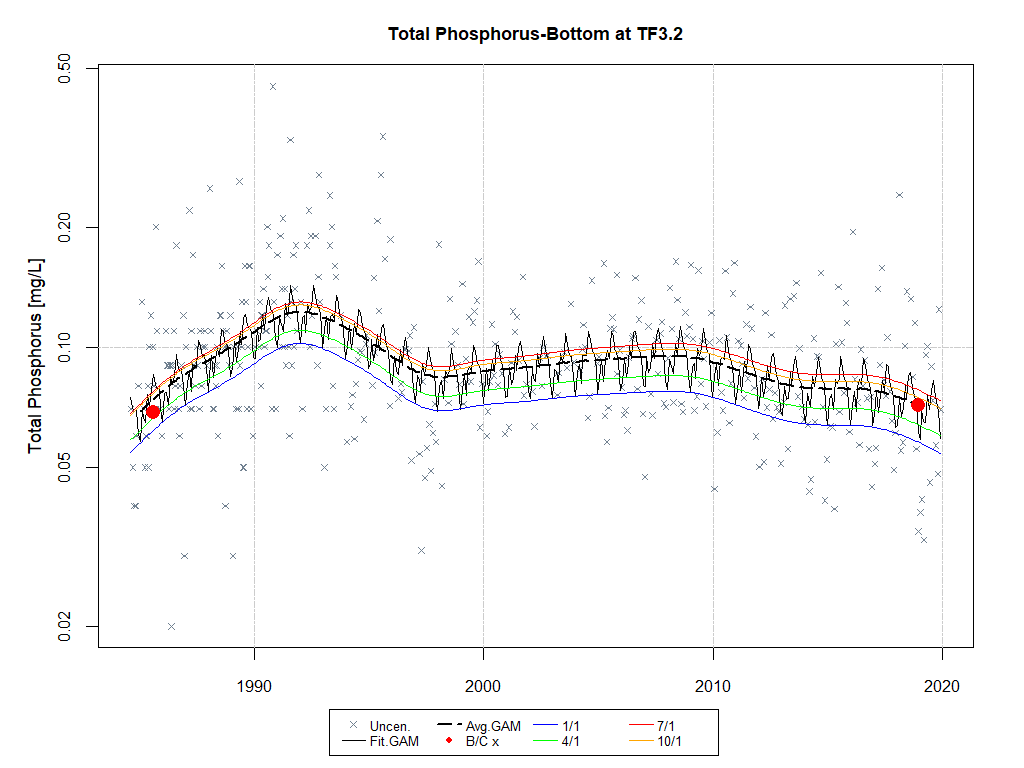 Total Phosphorus-Bottom at TF3.2
Total Phosphorus [mg/L]
0.50
0.20
0.10
0.05
0.02
1990 2000 2010 2020
Uncen. Avg.GAM 1/1 7/1
Fit.GAM B/C x 4/1 10/1